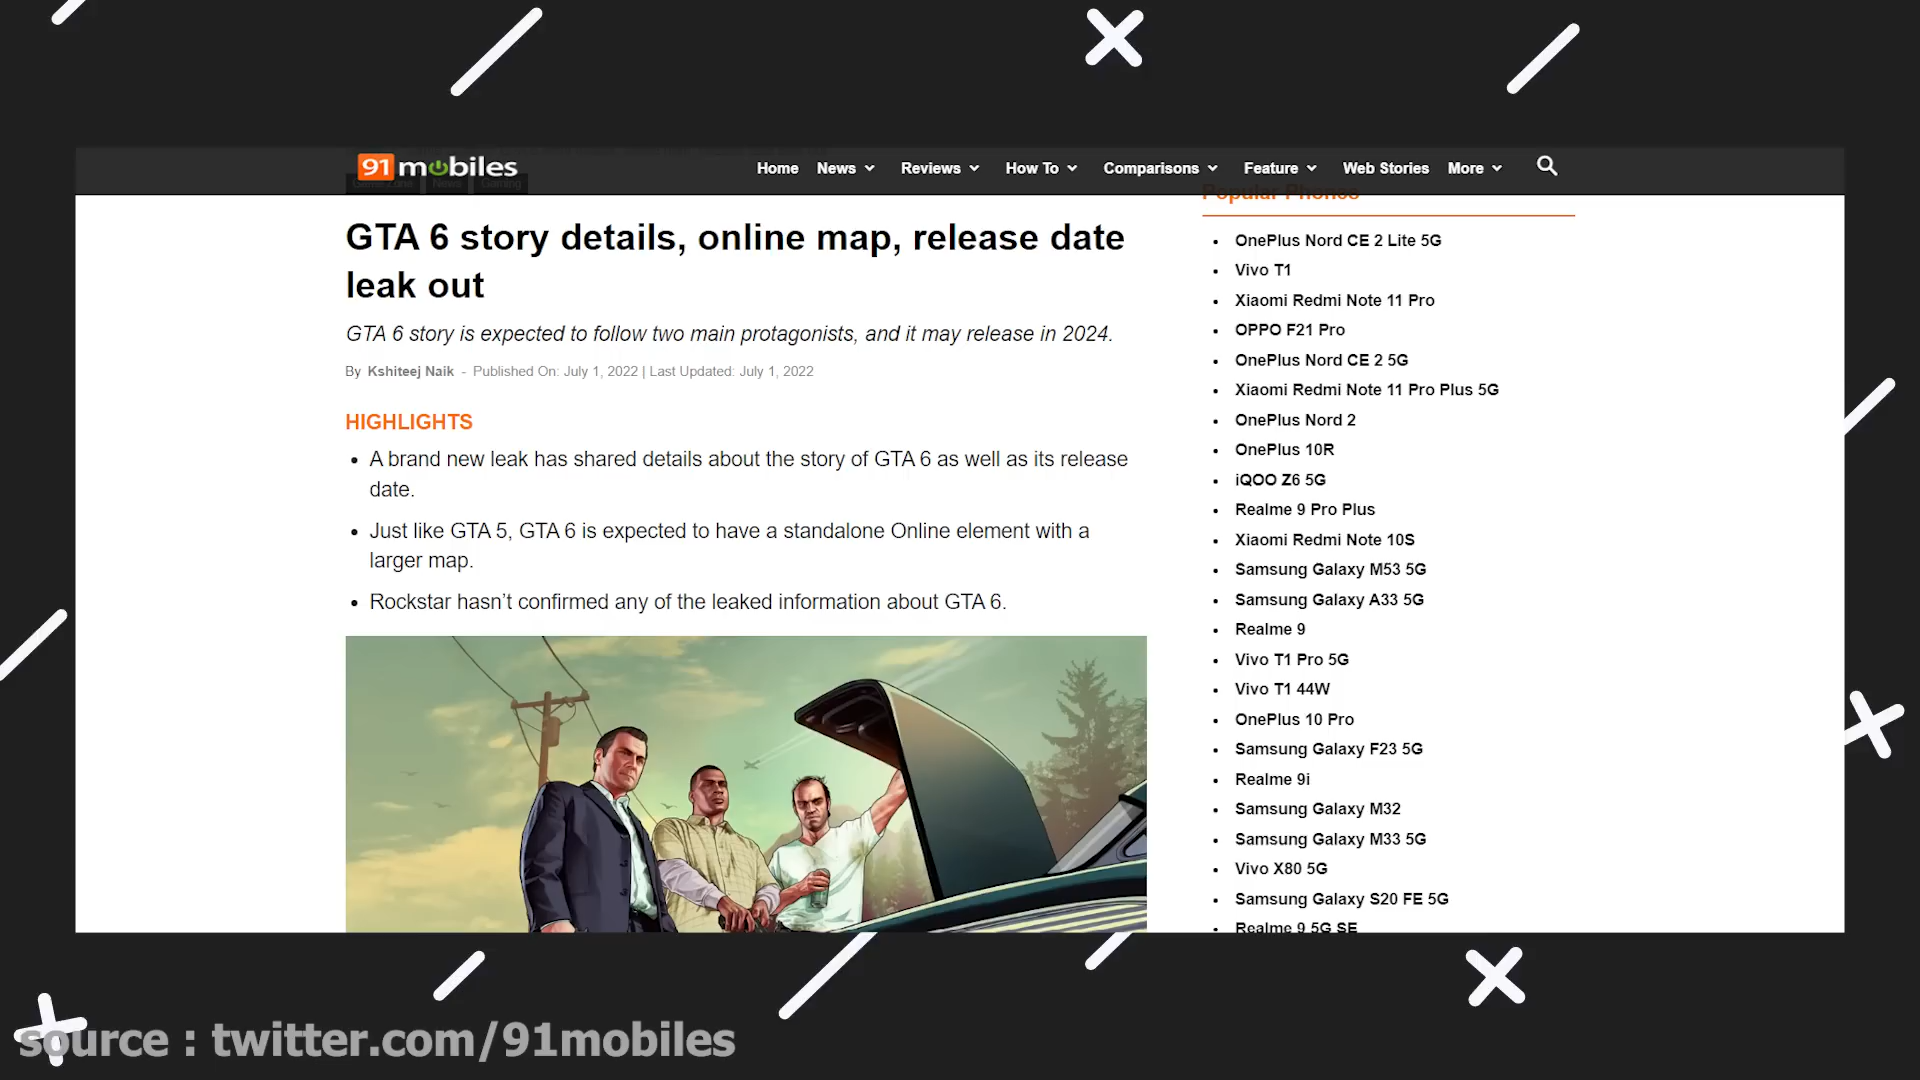 91mobiles
Home News Reviews How To Comparisons Feature Web Stories More
GTA 6 story details, online map, release date
leak out
GTA 6 story is expected to follow two main protagonists, and it may release in 2024.
By Kshiteej Naik - Published On: July 1, 2022 | Last Updated: July 1, 2022
HIGHLIGHTS
A brand new leak has shared details about the story of GTA 6 as well as its release
date.
Just like GTA 5, GTA 6 is expected to have a standalone Online element with a
larger map.
Rockstar hasn't confirmed any of the leaked information about GTA 6.
Popular Phones
OnePlus Nord CE 2 Lite 5G
Vivo T1
Xiaomi Redmi Note 11 Pro
OPPO F21 Pro
OnePlus Nord CE 2 5G
Xiaomi Redmi Note 11 Pro Plus 5G
OnePlus Nord 2
OnePlus 10R
iQOO Z6 5G
Realme 9 Pro Plus
Xiaomi Redmi Note 10S
Samsung Galaxy M53 5G
Samsung Galaxy A33 5G
Realme 9
Vivo T1 Pro 5G
Vivo T1 44W
OnePlus 10 Pro
Samsung Galaxy F23 5G
Realme 9i
Samsung Galaxy M32
Samsung Galaxy M33 5G
Vivo X80 5G
Samsung Galaxy S20 FE 5G
Realme 9 5G SE
source : twitter.com/91mobiles